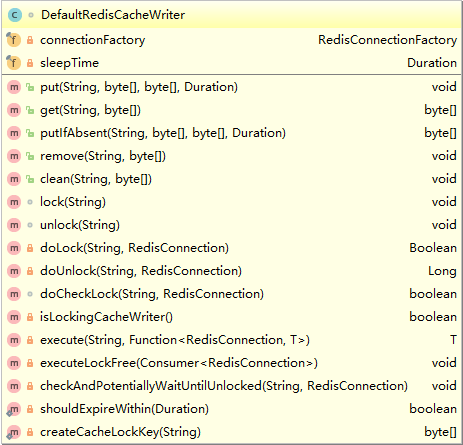 C DefaultRedisCacheWriter
f connectionFactory RedisConnectionFactory
f sleepTime Duration
m put(String, byte[], byte[], Duration) void
m get(String, byte[]) byte[]
m putIfAbsent(String, byte[], byte[], Duration) byte[]
m remove(String, byte[]) void
m clean(String, byte[]) void
m lock(String) void
m unlock(String) void
m doLock(String, RedisConnection) Boolean
m doUnlock(String, RedisConnection) Long
m doCheckLock(String, RedisConnection) boolean
m isLockingCacheWriter() boolean
m execute(String, Function<RedisConnection, T>) T
m executeLockFree(Consumer<RedisConnection>) void
m checkAndPotentiallyWaitUntilUnlocked(String, RedisConnection) void
m shouldExpireWithin(Duration) boolean
m createCacheLockKey(String) byte[]